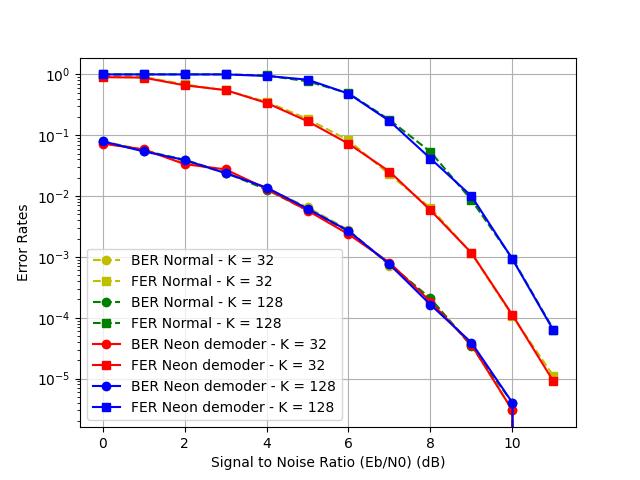 10⁰
10⁻¹
10⁻²
10⁻³
10⁻⁴
10⁻⁵
Error Rates
BER Normal - K = 32
FER Normal - K = 32
BER Normal - K = 128
FER Normal - K = 128
BER Neon demoder - K = 32
FER Neon demoder - K = 32
BER Neon demoder - K = 128
FER Neon demoder - K = 128
0 2 4 6 8 10
Signal to Noise Ratio (Eb/N0) (dB)